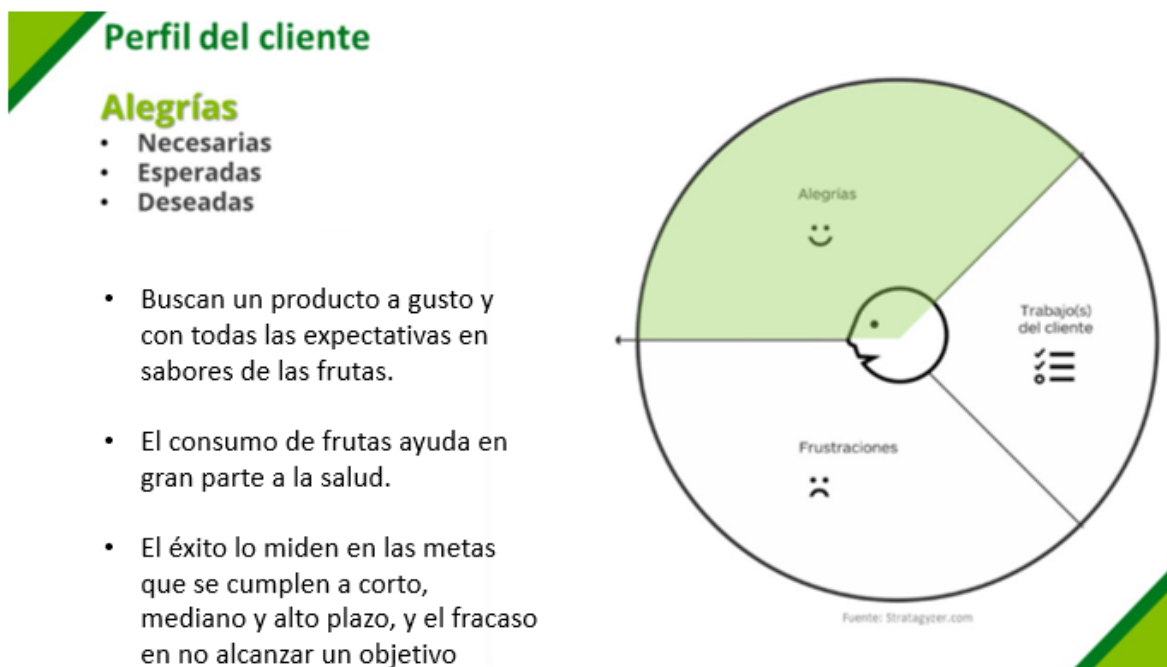 Perfil del cliente
Alegrías
• Necesarias
• Esperadas
• Deseadas
• Buscan un producto a gusto y
con todas las expectativas en
sabores de las frutas.
• El consumo de frutas ayuda en
gran parte a la salud.
• El éxito lo miden en las metas
que se cumplen a corto,
mediano y alto plazo, y el fracaso
en no alcanzar un objetivo
Alegrías
Trabajo(s)
del cliente
Frustraciones
Fuente: Stratagyzer.com